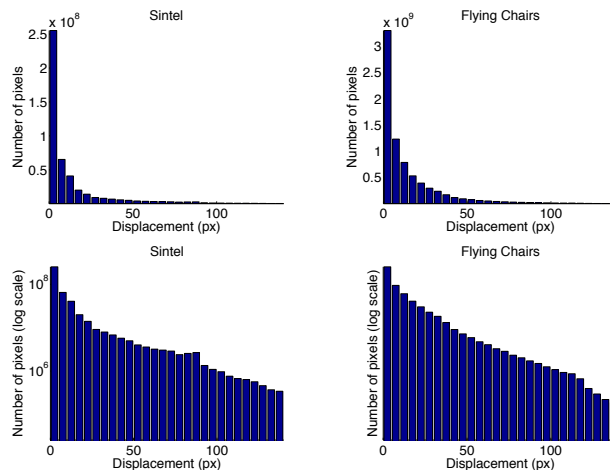 Sintel
x 10^8
2.5
2
1.5
1
0.5
Number of pixels
0 50 100
Displacement (px)
Flying Chairs
x 10^9
3
2.5
2
1.5
1
0.5
Number of pixels
0 50 100
Displacement (px)
Sintel
10^8
10^6
Number of pixels (log scale)
0 50 100
Displacement (px)
Flying Chairs
Number of pixels (log scale)
0 50 100
Displacement (px)